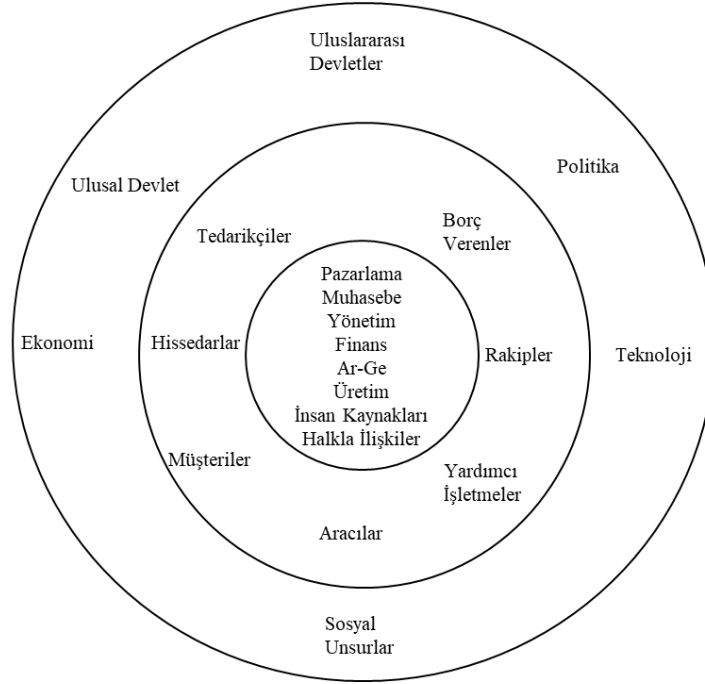 Uluslararası
Devletler
Politika
Ulusal Devlet
Borç
Verenler
Tedarikçiler
Pazarlama
Muhasebe
Yönetim
Finans
Ar-Ge
Üretim
İnsan Kaynakları
Halkla İlişkiler
Ekonomi
Hissedarlar
Rakipler
Teknoloji
Müşteriler
Yardımcı
İşletmeler
Aracılar
Sosyal
Unsurlar